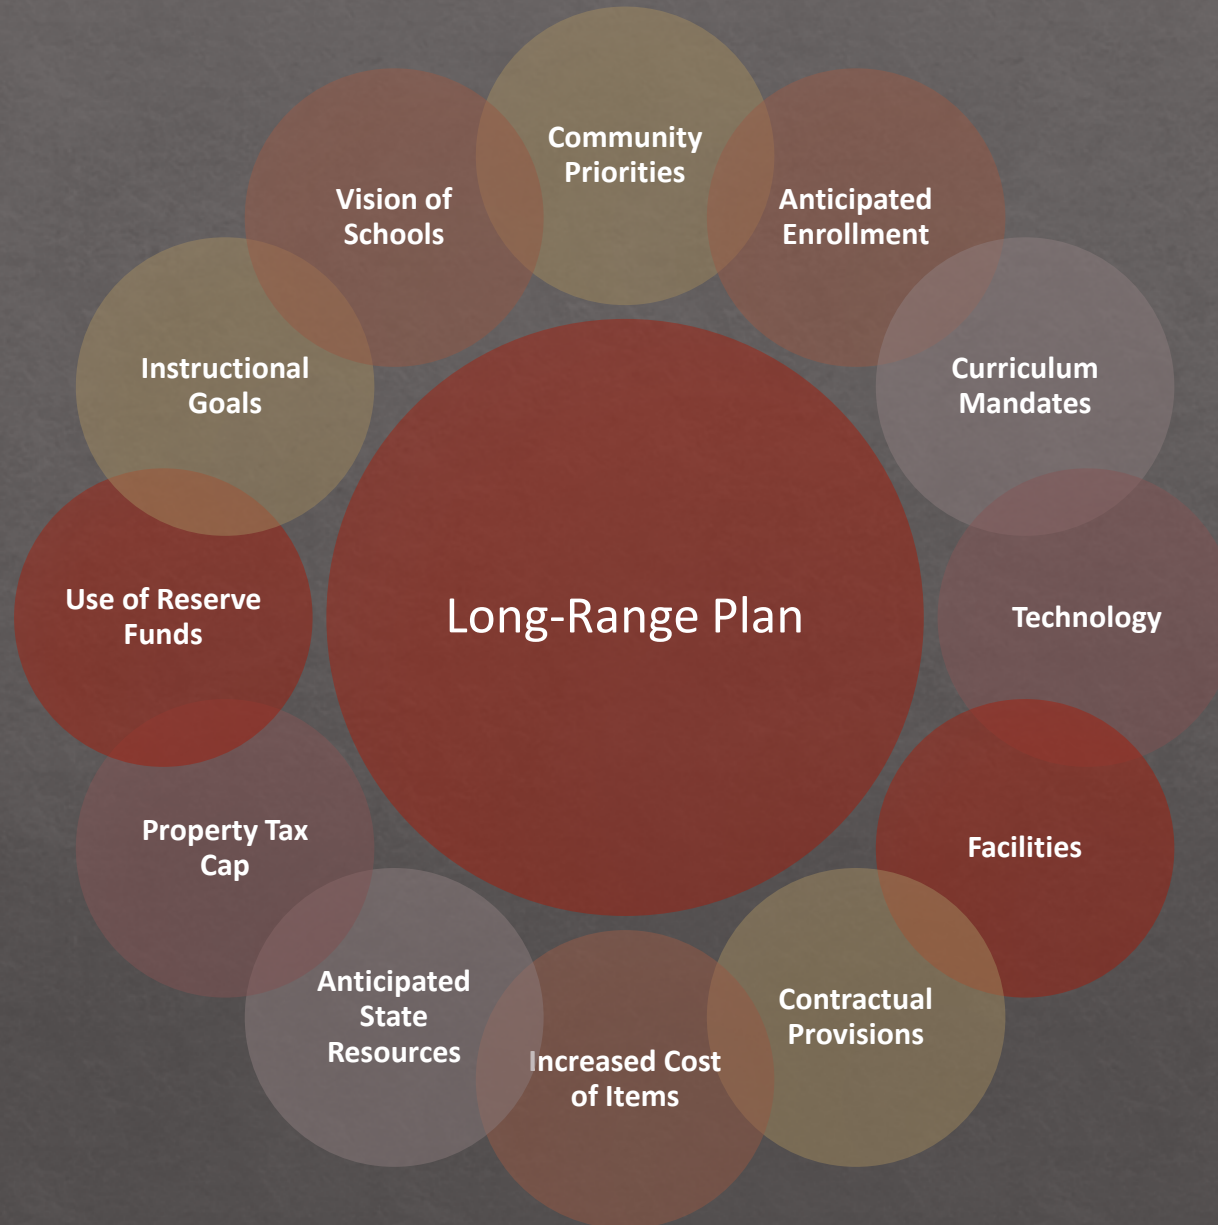 Community
Priorities
Anticipated
Enrollment
Curriculum
Mandates
Technology
Facilities
Contractual
Provisions
Increased Cost
of Items
Anticipated
State
Resources
Property Tax
Cap
Use of Reserve
Funds
Instructional
Goals
Vision of
Schools
Long-Range Plan